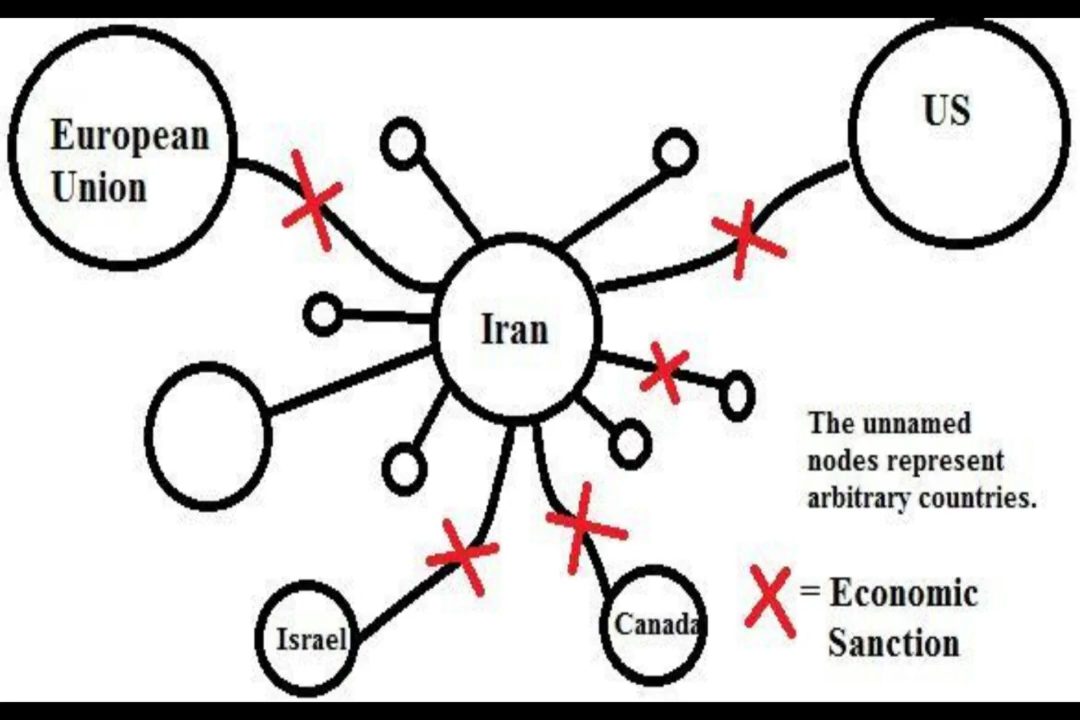 European
Union
US
Iran
The unnamed
nodes represent
arbitrary countries.
Israel
Canada
= Economic
Sanction